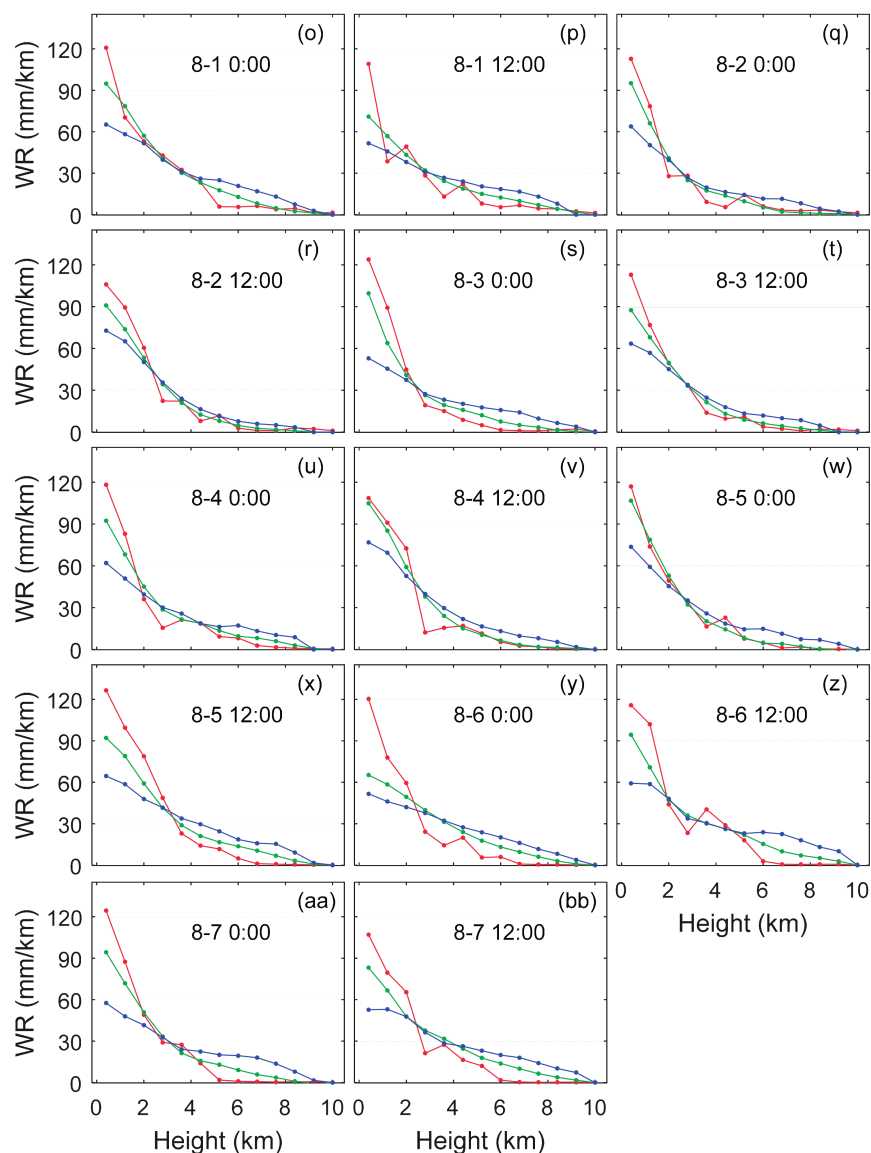 (o) (p) (q)
8-1 0:00 8-1 12:00 8-2 0:00
WR (mm/km)
120
90
60
30
0
(r) (s) (t)
8-2 12:00 8-3 0:00 8-3 12:00
WR (mm/km)
120
90
60
30
0
(u) (v) (w)
8-4 0:00 8-4 12:00 8-5 0:00
WR (mm/km)
120
90
60
30
0
(x) (y) (z)
8-5 12:00 8-6 0:00 8-6 12:00
WR (mm/km)
120
90
60
30
0
0 2 4 6 8 10
Height (km)
(aa) (bb)
8-7 0:00 8-7 12:00
WR (mm/km)
120
90
60
30
0
0 2 4 6 8 10 0 2 4 6 8 10
Height (km) Height (km)